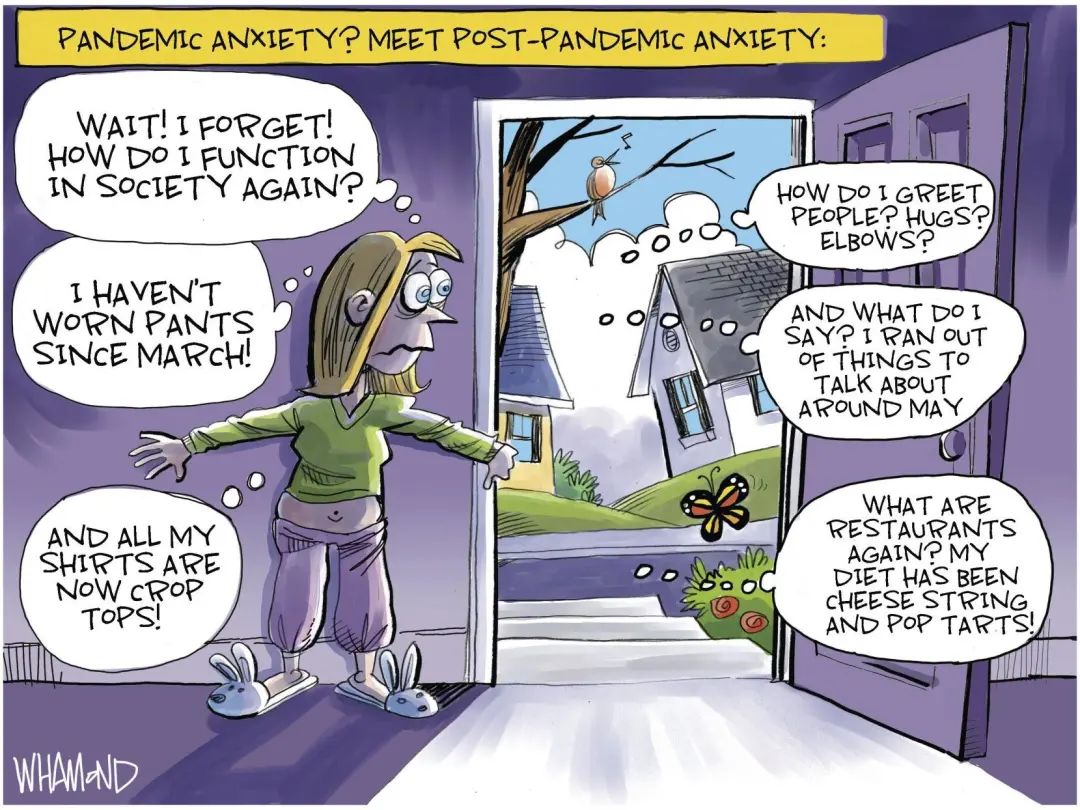 PANDEMIC ANXIETY? MEET POST-PANDEMIC ANXIETY:
WAIT! I FORGET!
HOW DO I FUNCTION
IN SOCIETY AGAIN?
I HAVEN'T
WORN PANTS
SINCE MARCH!
AND ALL MY
SHIRTS ARE
NOW CROP
TOPS!
HOW DO I GREET
PEOPLE? HUGS?
ELBOWS?
AND WHAT DO I
SAY? I RAN OUT
OF THINGS TO
TALK ABOUT
AROUND MAY
WHAT ARE
RESTAURANTS
AGAIN? MY
DIET HAS BEEN
CHEESE STRING
AND POP TARTS!
WHAMOND